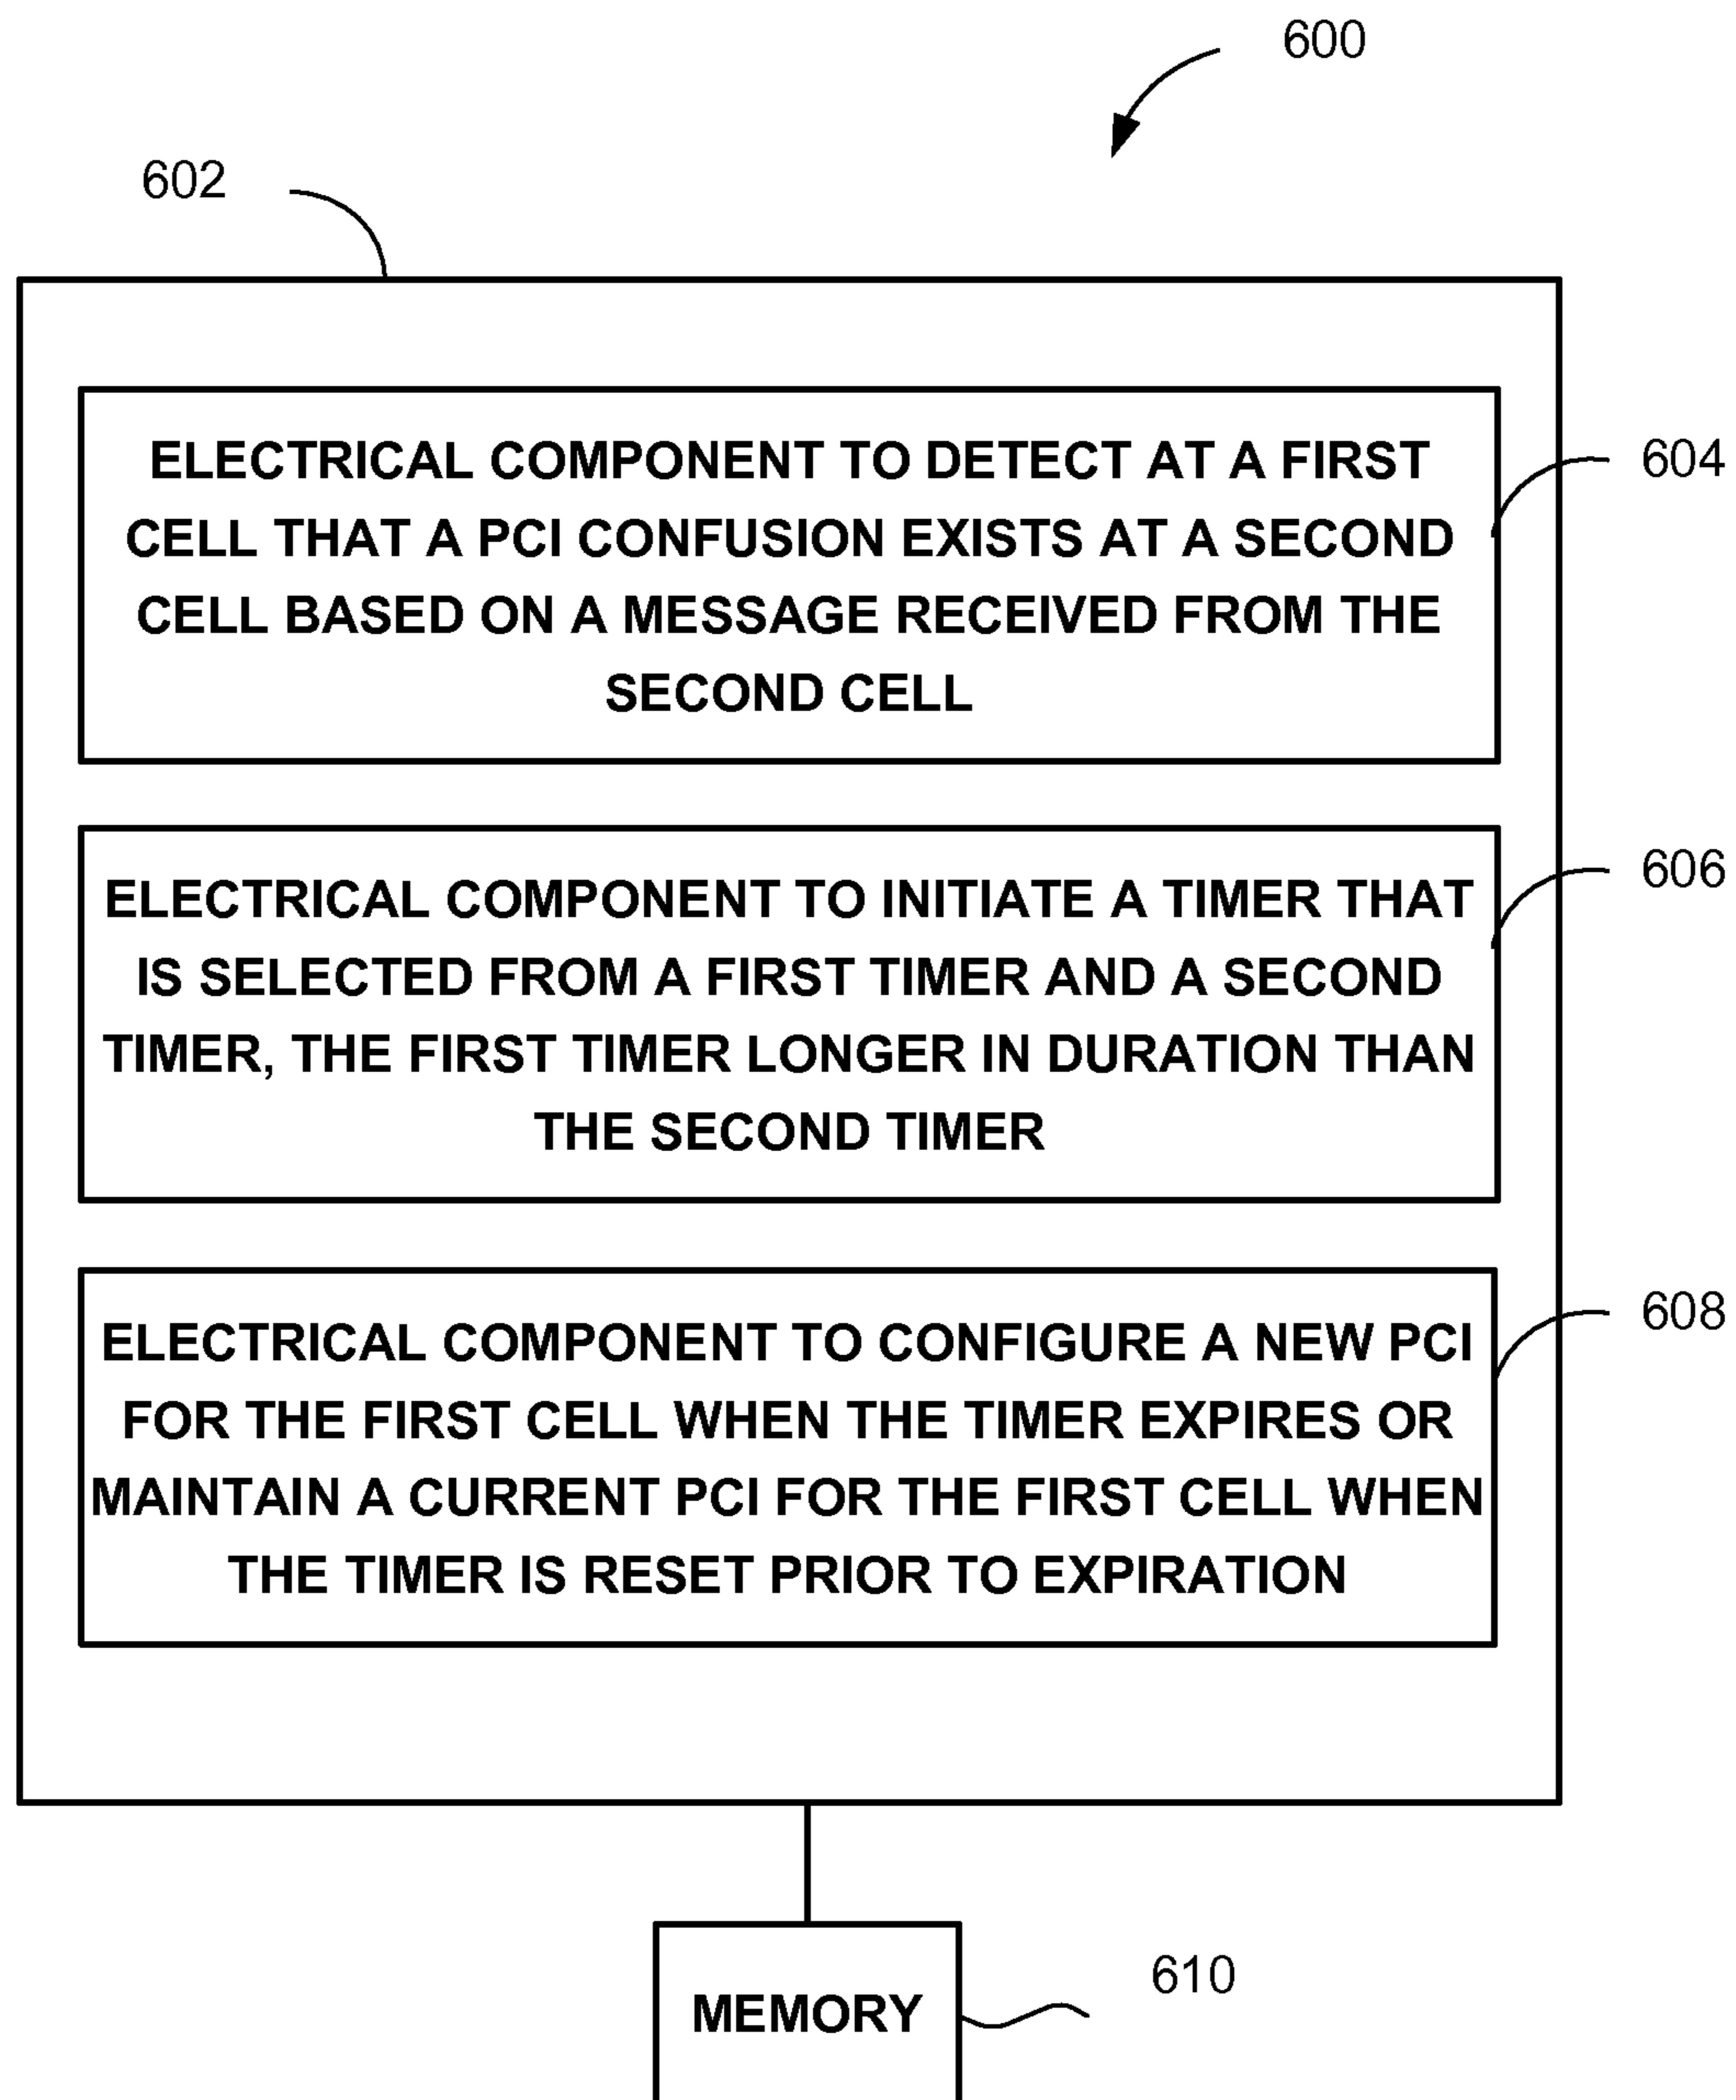 600
602
ELECTRICAL COMPONENT TO DETECT AT A FIRST
CELL THAT A PCI CONFUSION EXISTS AT A SECOND
CELL BASED ON A MESSAGE RECEIVED FROM THE
SECOND CELL
604
ELECTRICAL COMPONENT TO INITIATE A TIMER THAT
IS SELECTED FROM A FIRST TIMER AND A SECOND
TIMER, THE FIRST TIMER LONGER IN DURATION THAN
THE SECOND TIMER
606
ELECTRICAL COMPONENT TO CONFIGURE A NEW PCI
FOR THE FIRST CELL WHEN THE TIMER EXPIRES OR
MAINTAIN A CURRENT PCI FOR THE FIRST CELL WHEN
THE TIMER IS RESET PRIOR TO EXPIRATION
608
MEMORY
610